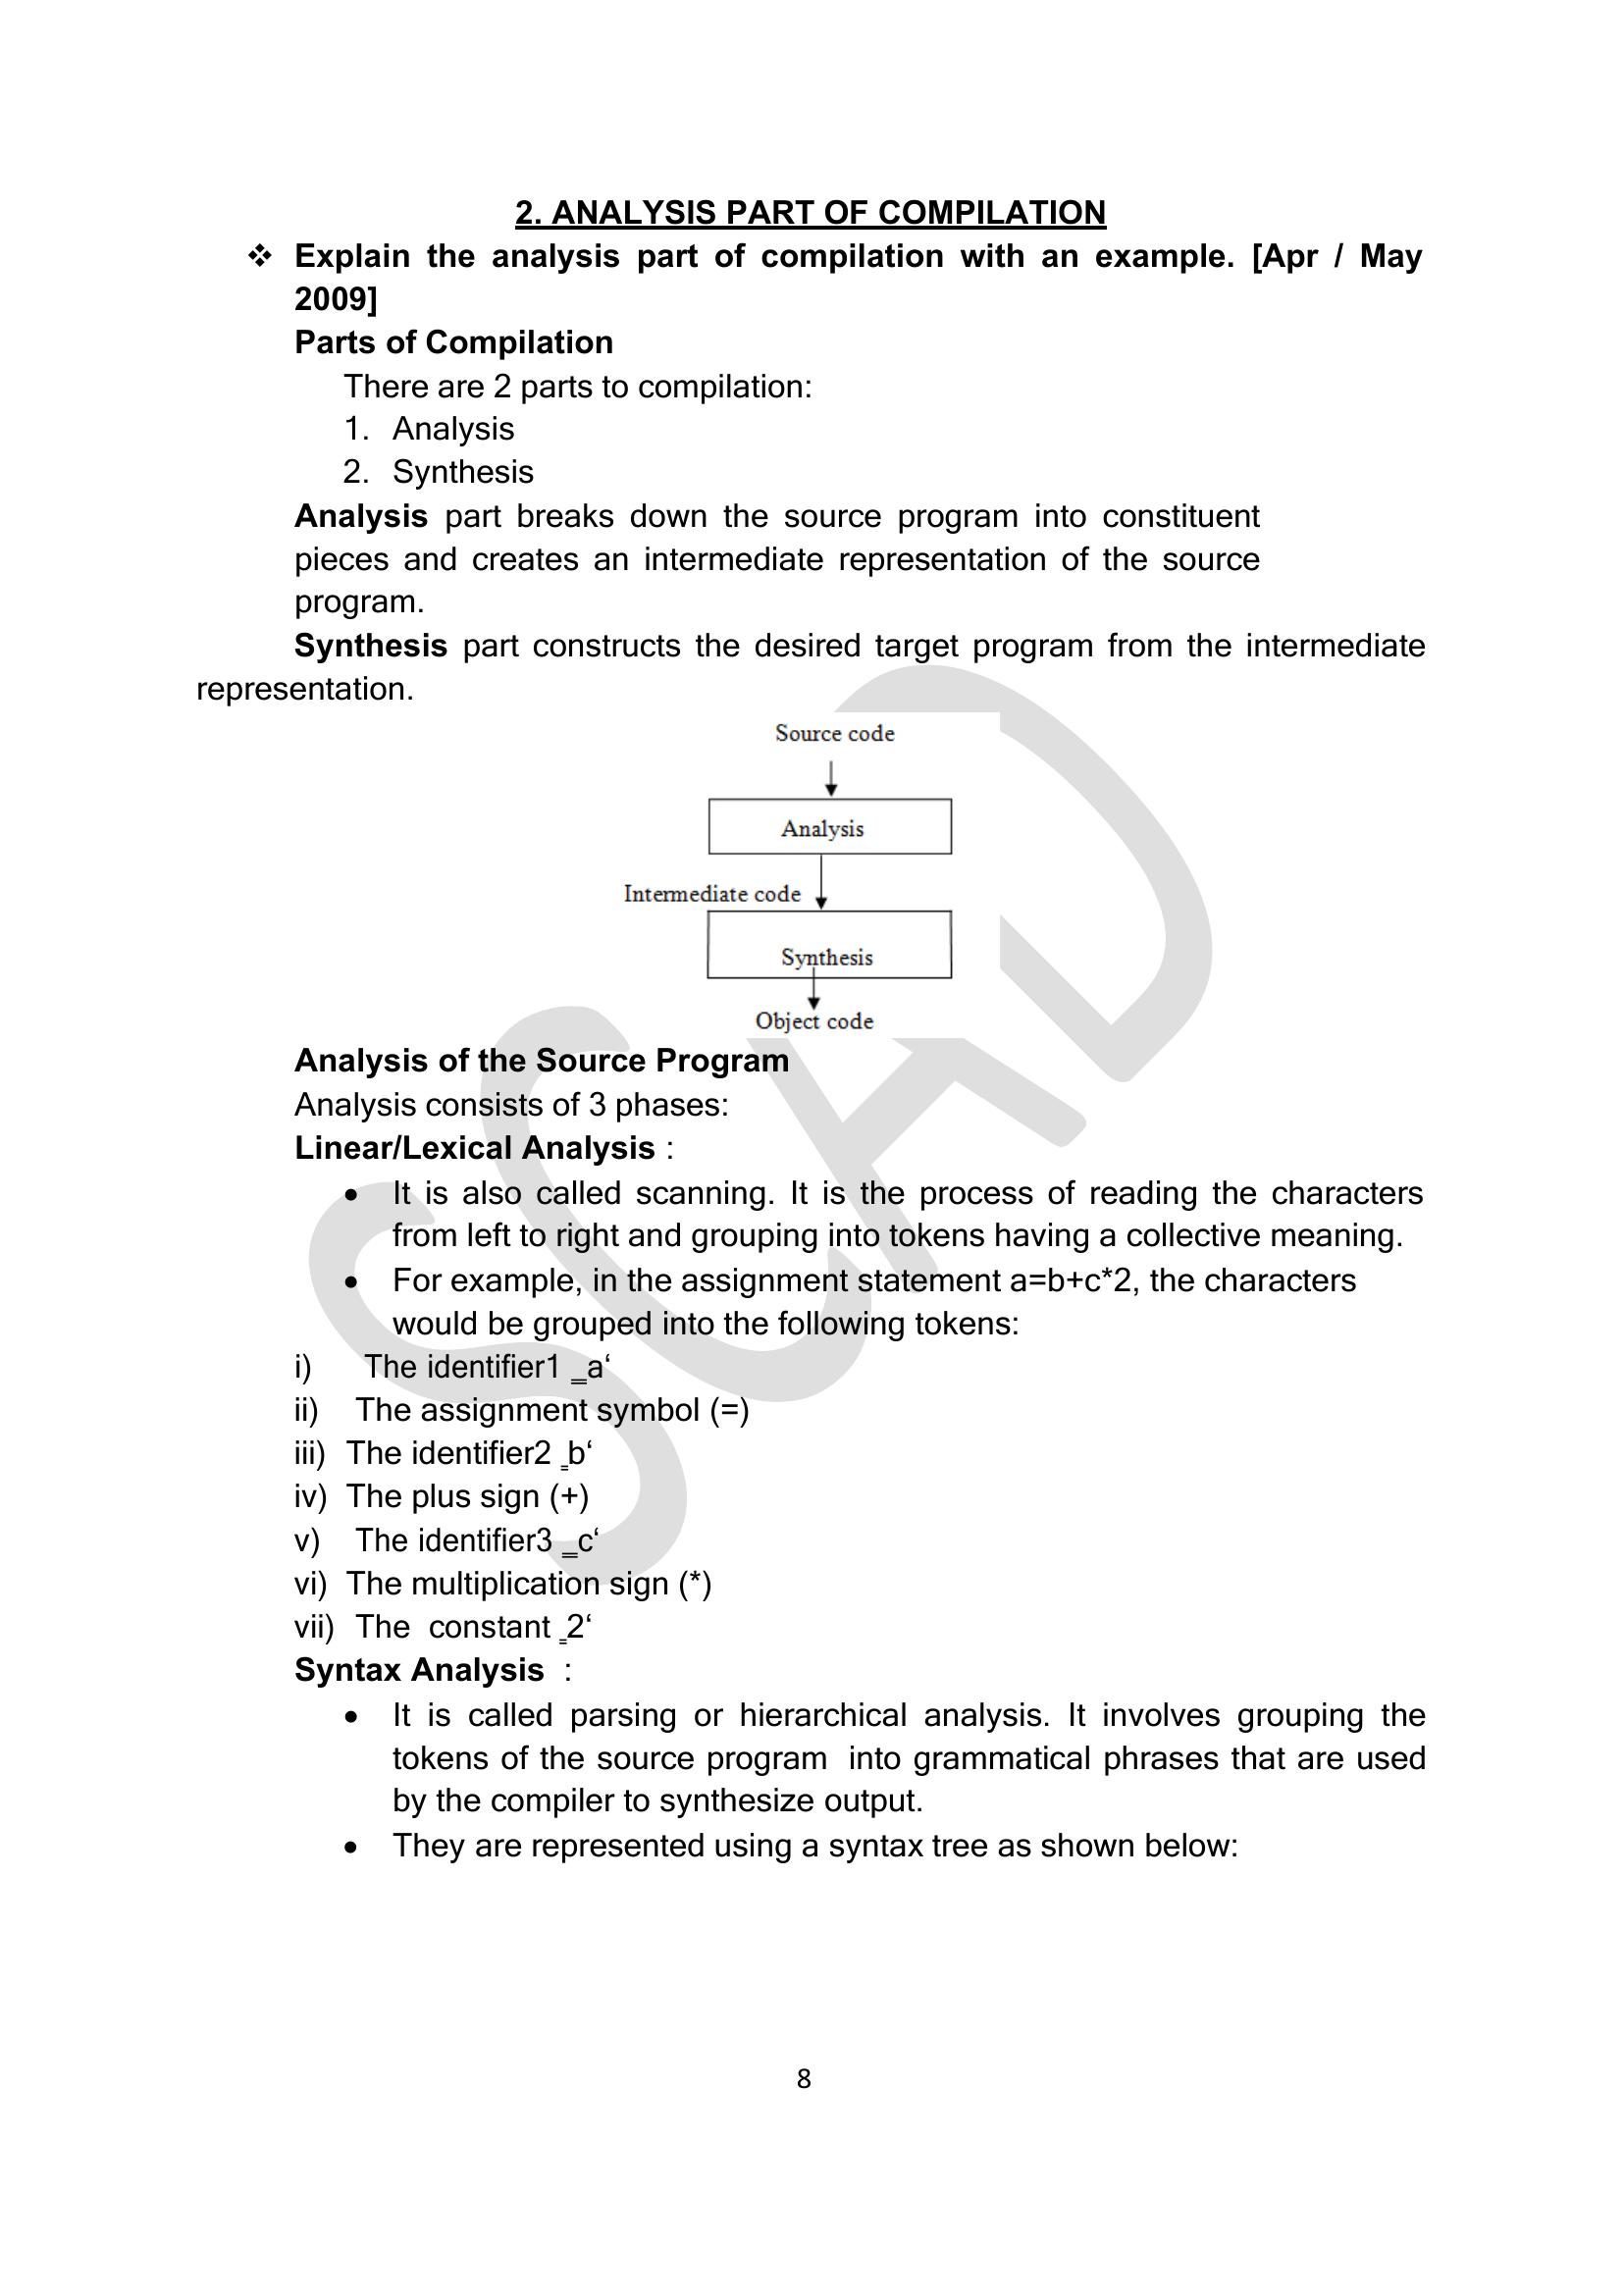 2. ANALYSIS PART OF COMPILATION
❖ Explain the analysis part of compilation with an example. [Apr / May
2009]
Parts of Compilation
There are 2 parts to compilation:
1. Analysis
2. Synthesis
Analysis part breaks down the source program into constituent
pieces and creates an intermediate representation of the source
program.
Synthesis part constructs the desired target program from the intermediate
representation.
Source code
Analysis
Intermediate code
Synthesis
Object code
Analysis of the Source Program
Analysis consists of 3 phases:
Linear/Lexical Analysis :
• It is also called scanning. It is the process of reading the characters
from left to right and grouping into tokens having a collective meaning.
• For example, in the assignment statement a=b+c*2, the characters
would be grouped into the following tokens:
i) The identifier1 ‗a‘
ii) The assignment symbol (=)
iii) The identifier2 ‗b‘
iv) The plus sign (+)
v) The identifier3 ‗c‘
vi) The multiplication sign (*)
vii) The constant ‗2‘
Syntax Analysis :
• It is called parsing or hierarchical analysis. It involves grouping the
tokens of the source program into grammatical phrases that are used
by the compiler to synthesize output.
• They are represented using a syntax tree as shown below:
SCAD
8